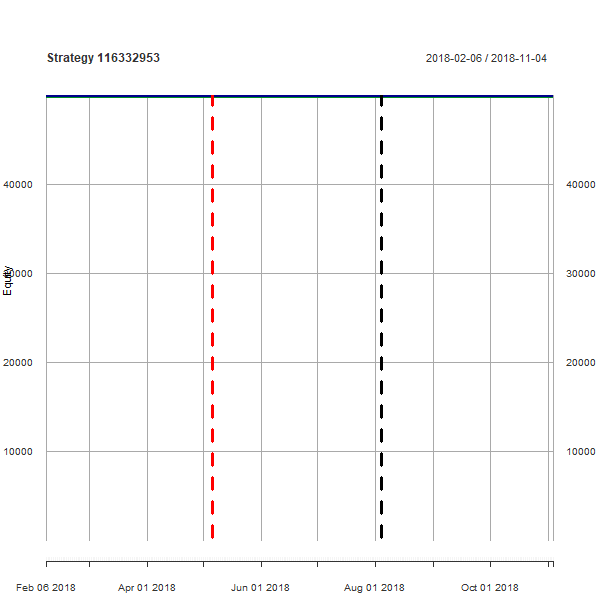 Strategy 116332953
2018-02-06 / 2018-11-04
40000
40000
Equity
30000
30000
20000
20000
10000
10000
Feb 06 2018
Apr 01 2018
Jun 01 2018
Aug 01 2018
Oct 01 2018